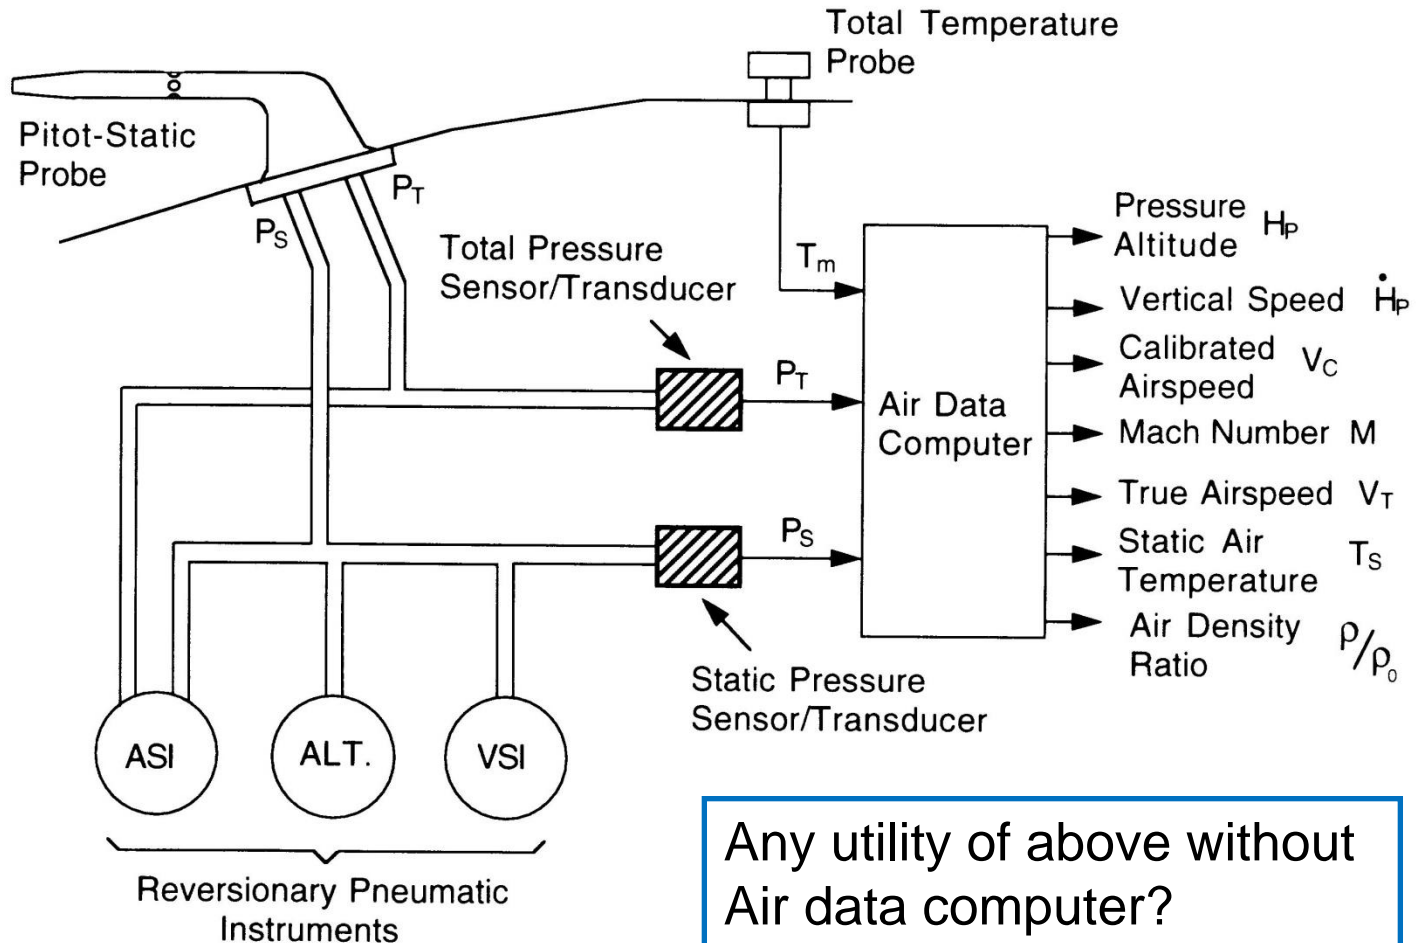 Total Temperature
Probe
Pitot-Static
Probe
P_T
P_S
Total Pressure
Sensor/Transducer
T_m
P_T
P_S
Air Data
Computer
Pressure
Altitude H_P
Vertical Speed Ḣ_P
Calibrated
Airspeed V_C
Mach Number M
True Airspeed V_T
Static Air
Temperature T_S
Air Density
Ratio ρ/ρ₀
Static Pressure
Sensor/Transducer
ASI
ALT.
VSI
Reversionary Pneumatic
Instruments
Any utility of above without
Air data computer?